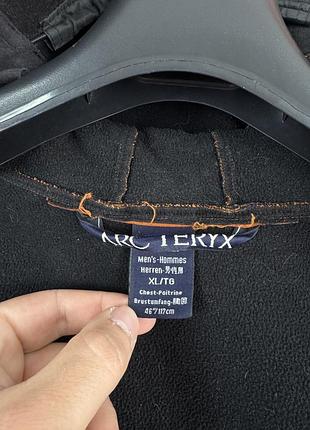 ARC'TERYX
Men's-Hommes
Herren-男性用
XL/TG
Chest-Poitrine
Brustumfang-胸囲
46"/117cm